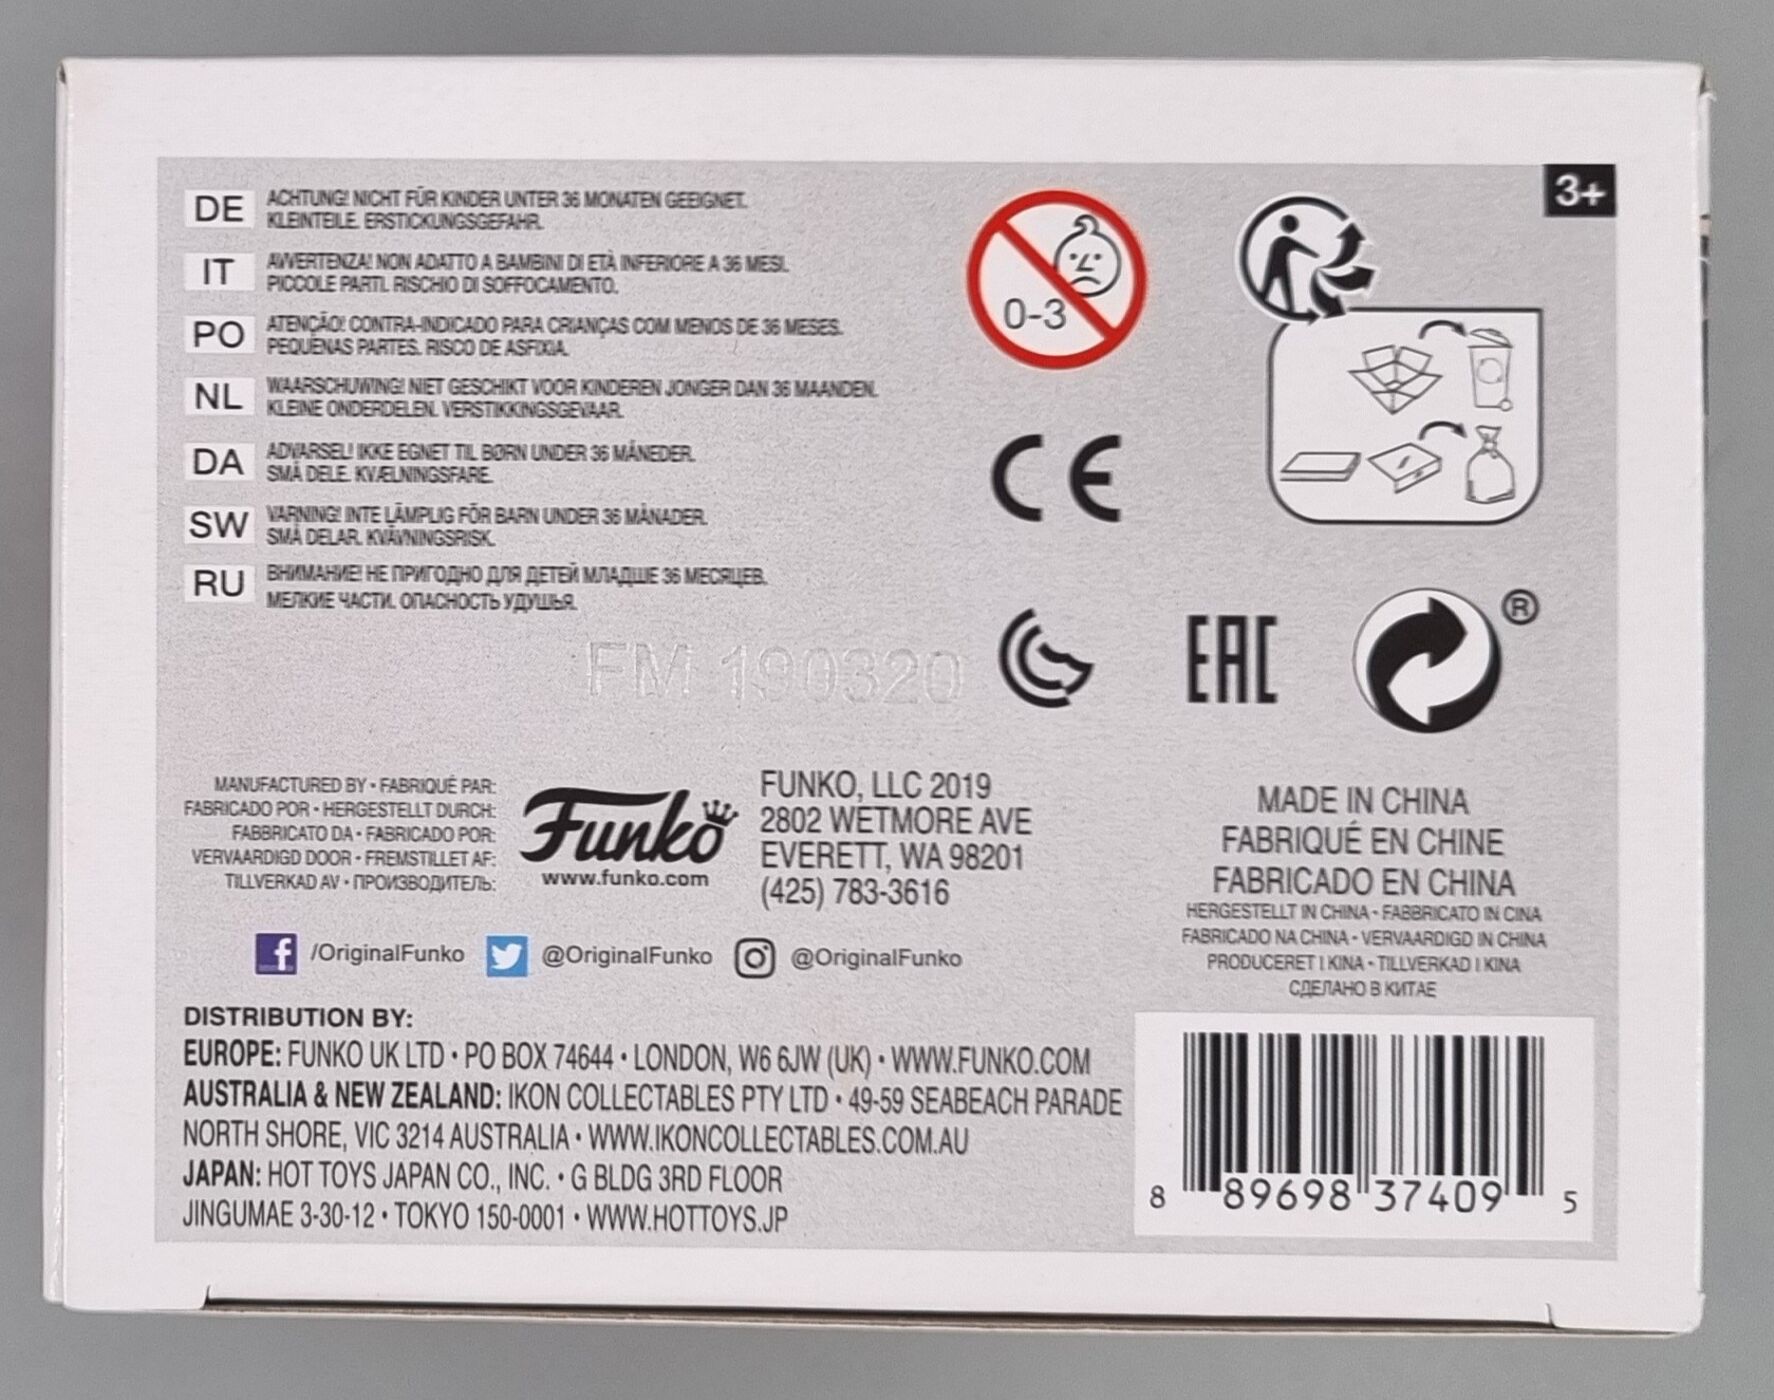 3+
DE ACHTUNG! NICHT FÜR KINDER UNTER 36 MONATEN GEEIGNET.
KLEINTEILE. ERSTICKUNGSGEFAHR.
IT AVVERTENZA! NON ADATTO A BAMBINI DI ETÀ INFERIORE A 36 MESI.
PICCOLE PARTI. RISCHIO DI SOFFOCAMENTO.
PO ATENÇÃO! CONTRA-INDICADO PARA CRIANÇAS COM MENOS DE 36 MESES.
PEQUENAS PARTES. RISCO DE ASFIXIA.
NL WAARSCHUWING! NIET GESCHIKT VOOR KINDEREN JONGER DAN 36 MAANDEN.
KLEINE ONDERDELEN. VERSTIKKINGSGEVAAR.
DA ADVARSEL! IKKE EGNET TIL BØRN UNDER 36 MÅNEDER.
SMÅ DELE. KVÆLNINGSFARE.
SW VARNING! INTE LÄMPLIG FÖR BARN UNDER 36 MÅNADER.
SMÅ DELAR. KVÄVNINGSRISK.
RU ВНИМАНИЕ! НЕ ПРИГОДНО ДЛЯ ДЕТЕЙ МЛАДШЕ 36 МЕСЯЦЕВ.
МЕЛКИЕ ЧАСТИ. ОПАСНОСТЬ УДУШЬЯ.
0-3
CE
FM 190320
EAC
®
MANUFACTURED BY • FABRIQUÉ PAR:
FABRICADO POR • HERGESTELLT DURCH:
FABBRICATO DA • FABRICADO POR:
VERVAARDIGD DOOR • FREMSTILLET AF:
TILLVERKAD AV • ПРОИЗВОДИТЕЛЬ:
Funko
www.funko.com
FUNKO, LLC 2019
2802 WETMORE AVE
EVERETT, WA 98201
(425) 783-3616
MADE IN CHINA
FABRIQUÉ EN CHINE
FABRICADO EN CHINA
HERGESTELLT IN CHINA • FABBRICATO IN CINA
FABRICADO NA CHINA • VERVAARDIGD IN CHINA
PRODUCERET I KINA • TILLVERKAD I KINA
СДЕЛАНО В КИТАЕ
/OriginalFunko @OriginalFunko @OriginalFunko
DISTRIBUTION BY:
EUROPE: FUNKO UK LTD • PO BOX 74644 • LONDON, W6 6JW (UK) • WWW.FUNKO.COM
AUSTRALIA & NEW ZEALAND: IKON COLLECTABLES PTY LTD • 49-59 SEABEACH PARADE
NORTH SHORE, VIC 3214 AUSTRALIA • WWW.IKONCOLLECTABLES.COM.AU
JAPAN: HOT TOYS JAPAN CO., INC. • G BLDG 3RD FLOOR
JINGUMAE 3-30-12 • TOKYO 150-0001 • WWW.HOTTOYS.JP
8 89698 37409 5